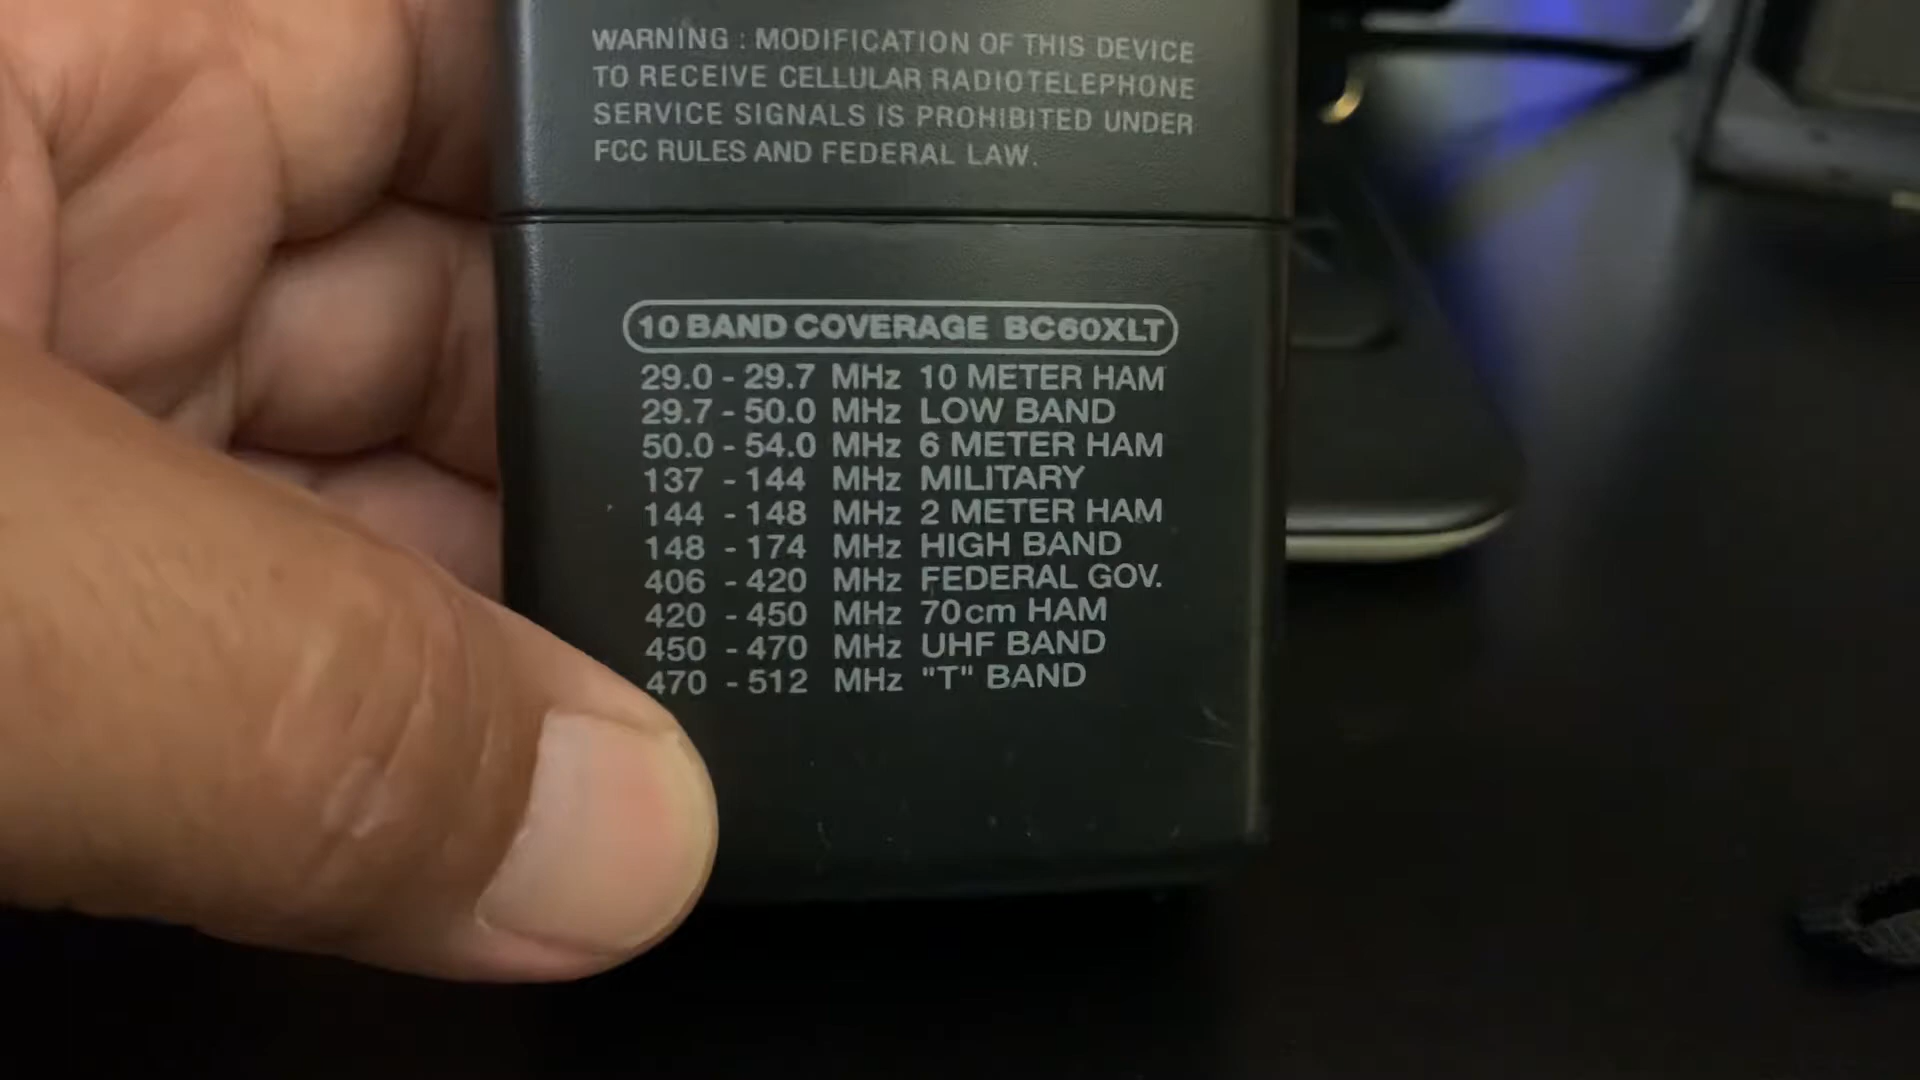 WARNING : MODIFICATION OF THIS DEVICE
TO RECEIVE CELLULAR RADIOTELEPHONE
SERVICE SIGNALS IS PROHIBITED UNDER
FCC RULES AND FEDERAL LAW.
10 BAND COVERAGE BC60XLT
29.0 - 29.7 MHz 10 METER HAM
29.7 - 50.0 MHz LOW BAND
50.0 - 54.0 MHz 6 METER HAM
137 - 144 MHz MILITARY
144 - 148 MHz 2 METER HAM
148 - 174 MHz HIGH BAND
406 - 420 MHz FEDERAL GOV.
420 - 450 MHz 70cm HAM
450 - 470 MHz UHF BAND
470 - 512 MHz "T" BAND